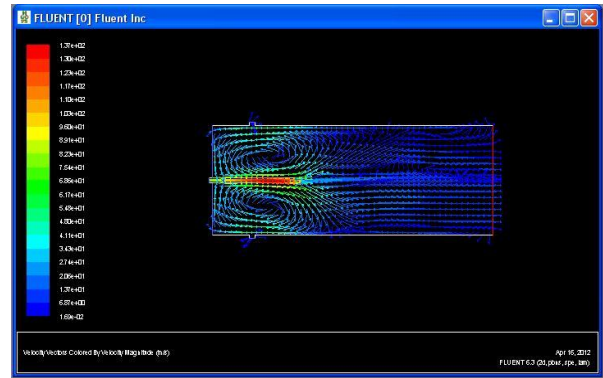 FLUENT [0] Fluent Inc
1.37e+02
1.30e+02
1.23e+02
1.17e+02
1.10e+02
1.03e+02
9.60e+01
8.91e+01
8.23e+01
7.54e+01
6.86e+01
6.17e+01
5.49e+01
4.80e+01
4.11e+01
3.43e+01
2.74e+01
2.06e+01
1.37e+01
6.87e+00
1.69e-02
Velocity Vectors Colored By Velocity Magnitude (m/s)
Apr 16, 2012
FLUENT 6.3 (2d, pbns, spe, lam)